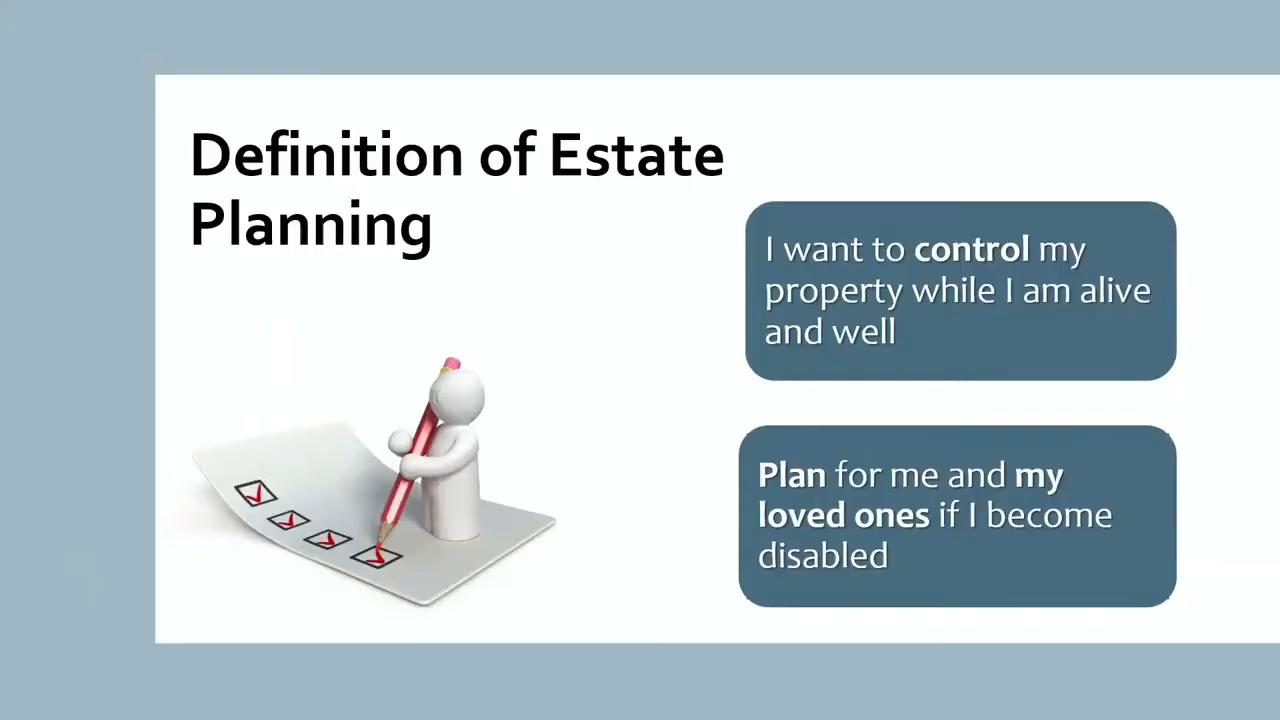 Definition of Estate
Planning
I want to control my
property while I am alive
and well
Plan for me and my
loved ones if I become
disabled